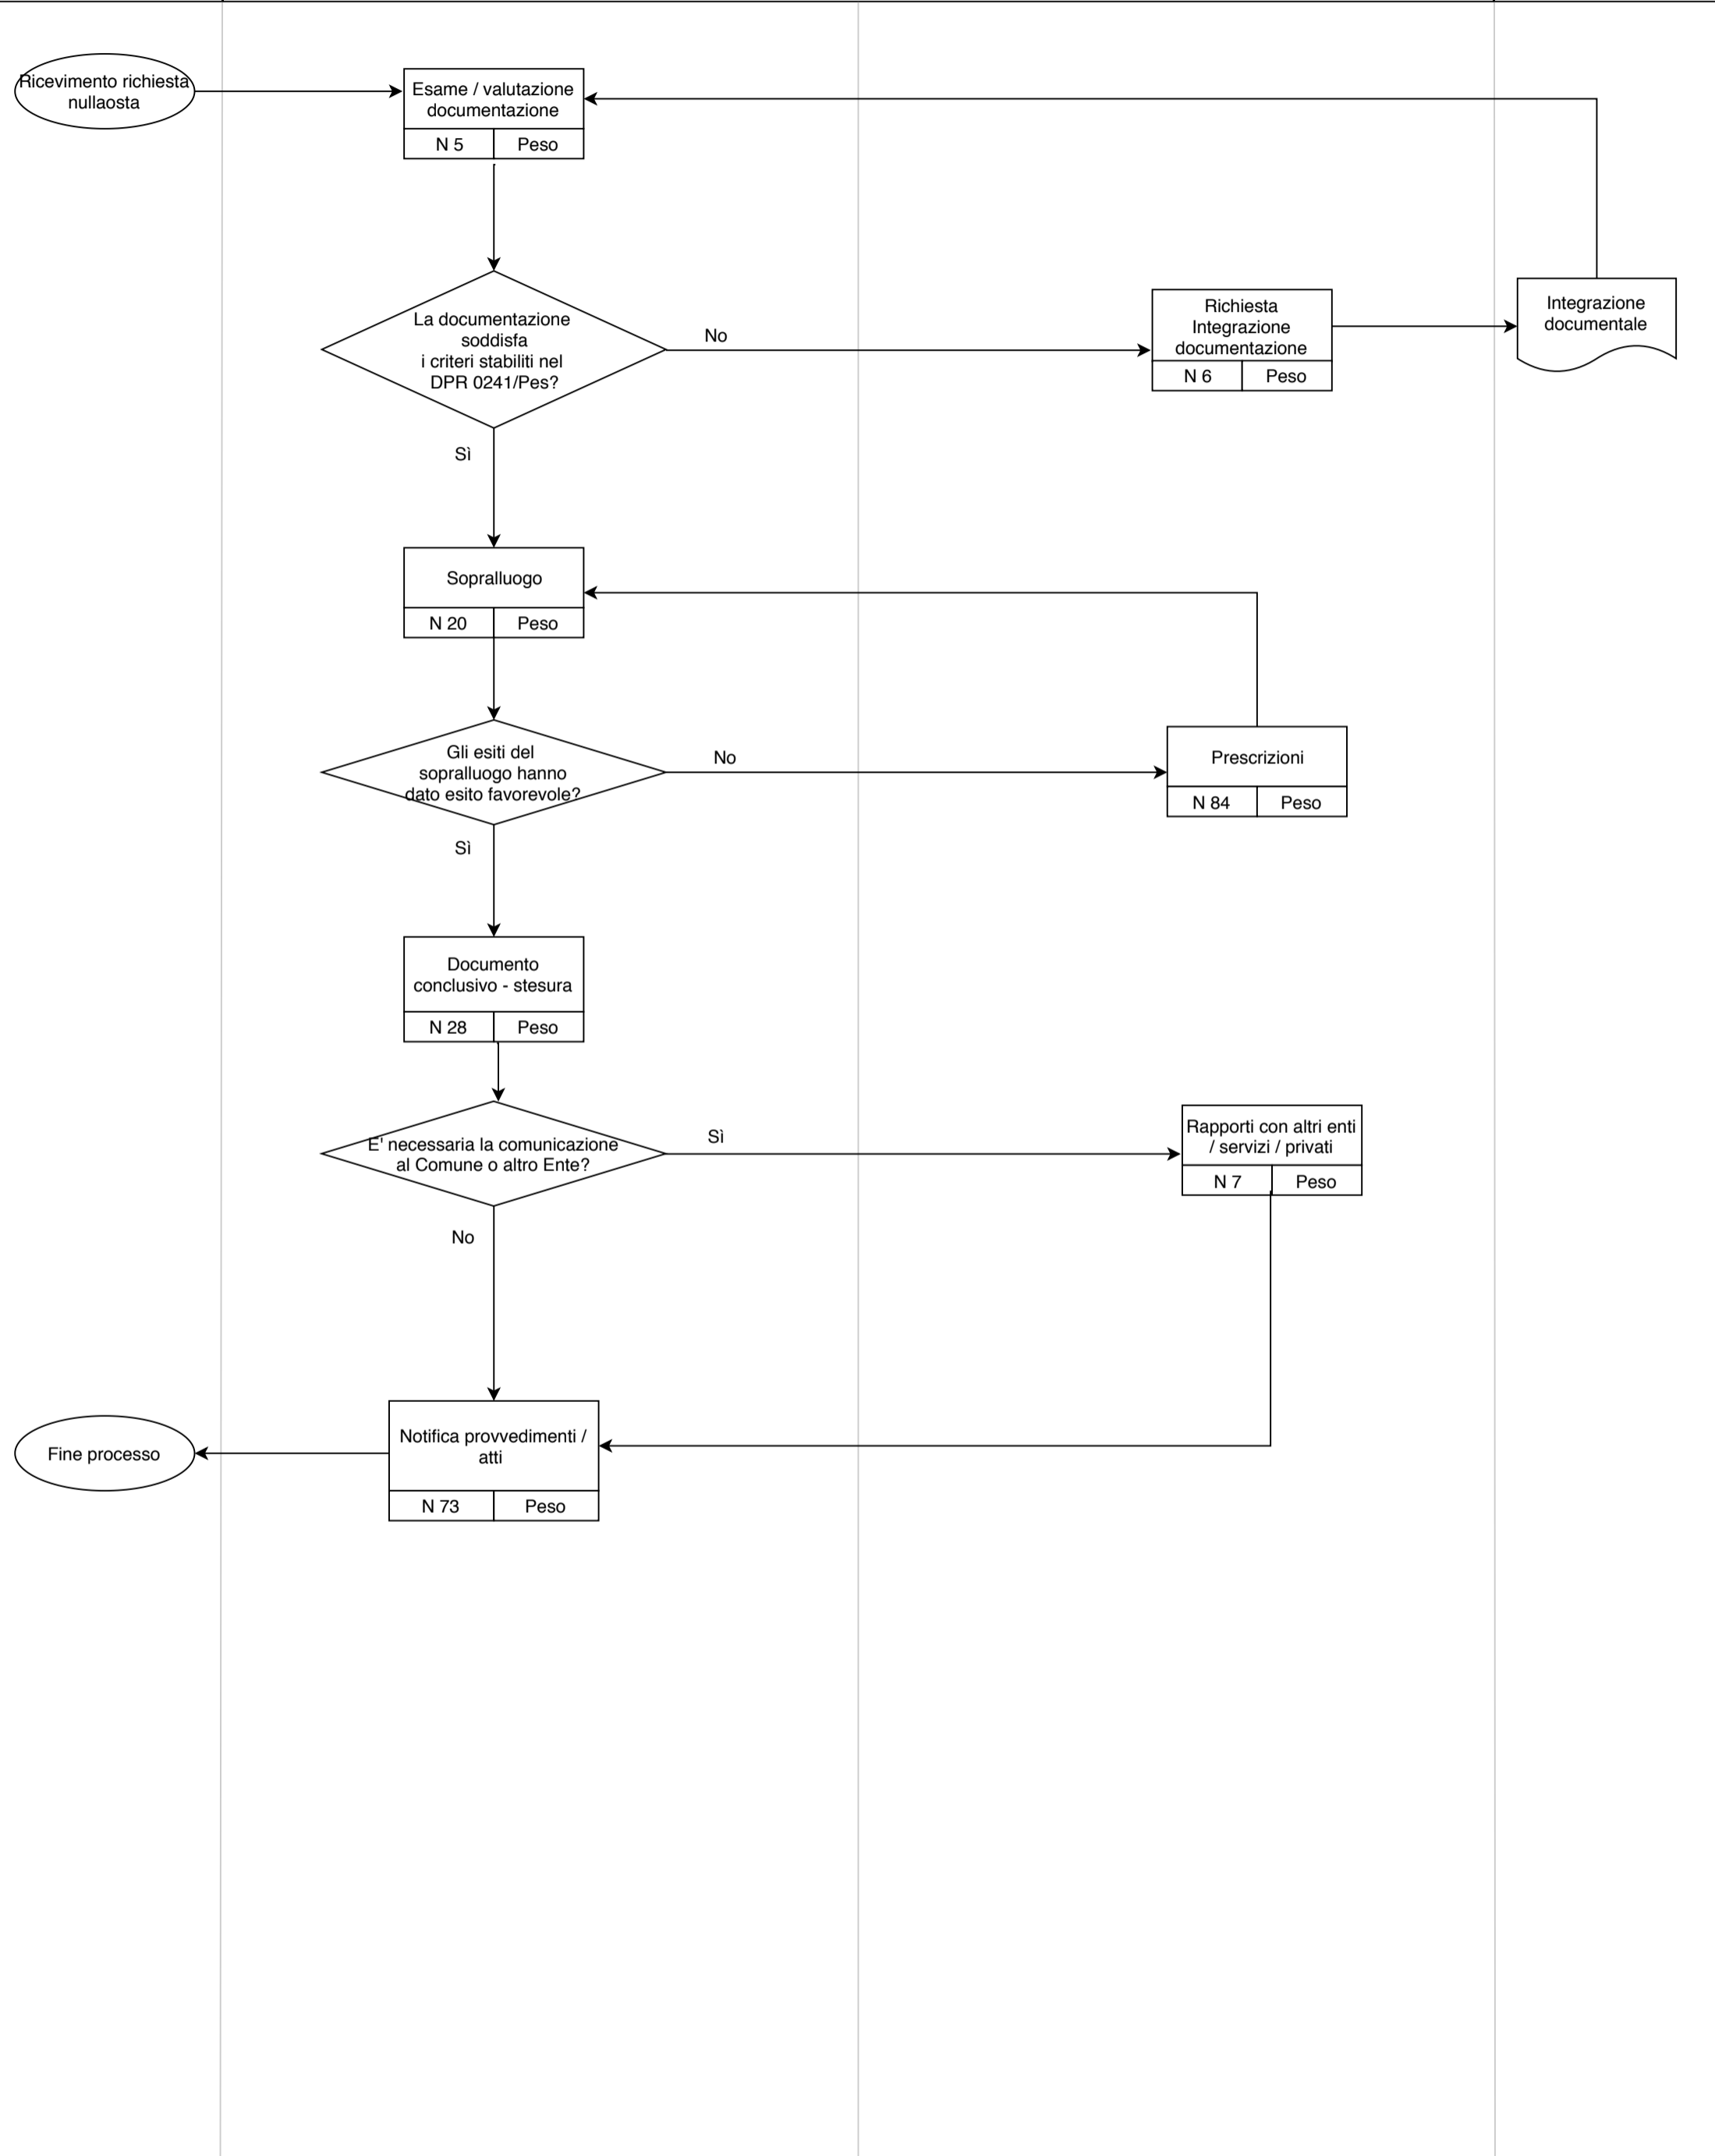 Ricevimento richiesta
nullaosta
Esame / valutazione
documentazione
N 5
Peso
La documentazione
soddisfa
i criteri stabiliti nel
DPR 0241/Pes?
No
Richiesta
Integrazione
documentazione
N 6
Peso
Integrazione
documentale
Sì
Sopralluogo
N 20
Peso
Gli esiti del
sopralluogo hanno
dato esito favorevole?
No
Prescrizioni
N 84
Peso
Sì
Documento
conclusivo - stesura
N 28
Peso
E' necessaria la comunicazione
al Comune o altro Ente?
Sì
Rapporti con altri enti
/ servizi / privati
N 7
Peso
No
Notifica provvedimenti /
atti
N 73
Peso
Fine processo